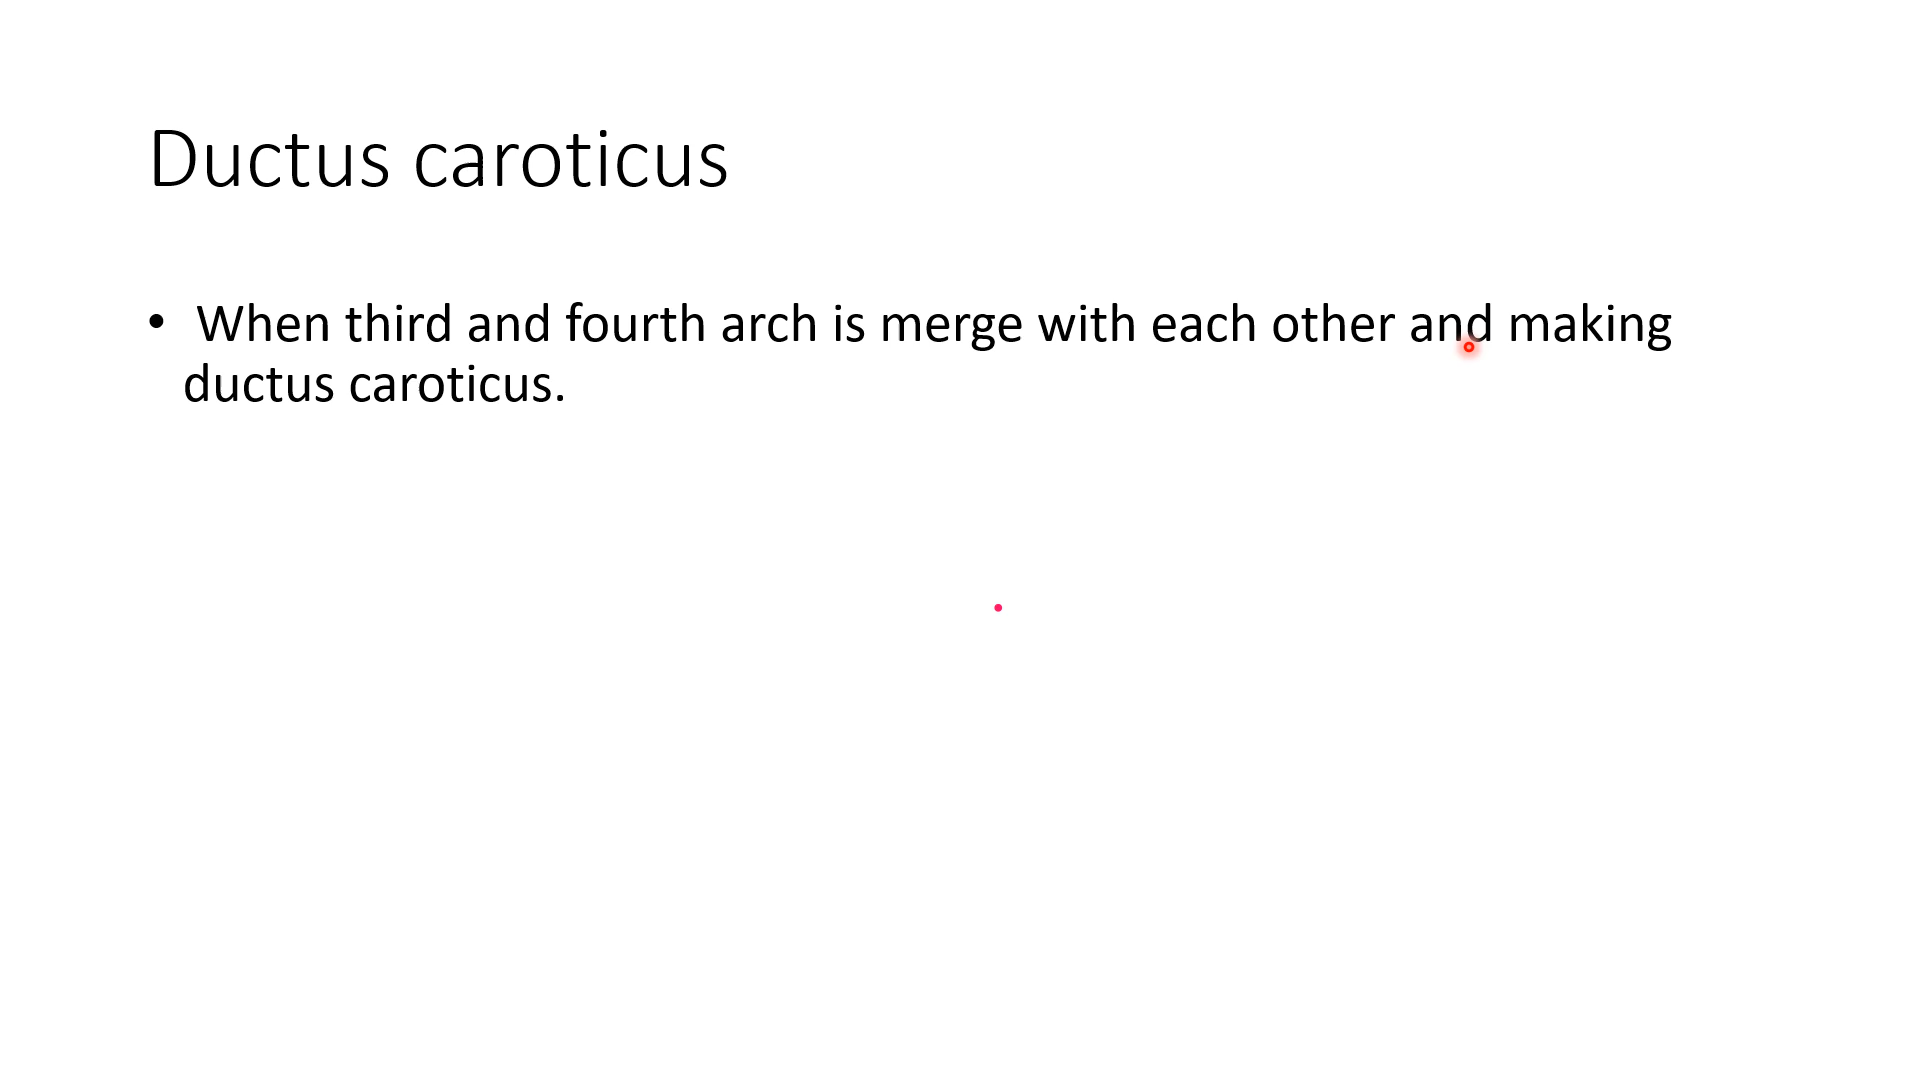 Ductus caroticus
• When third and fourth arch is merge with each other and making
ductus caroticus.